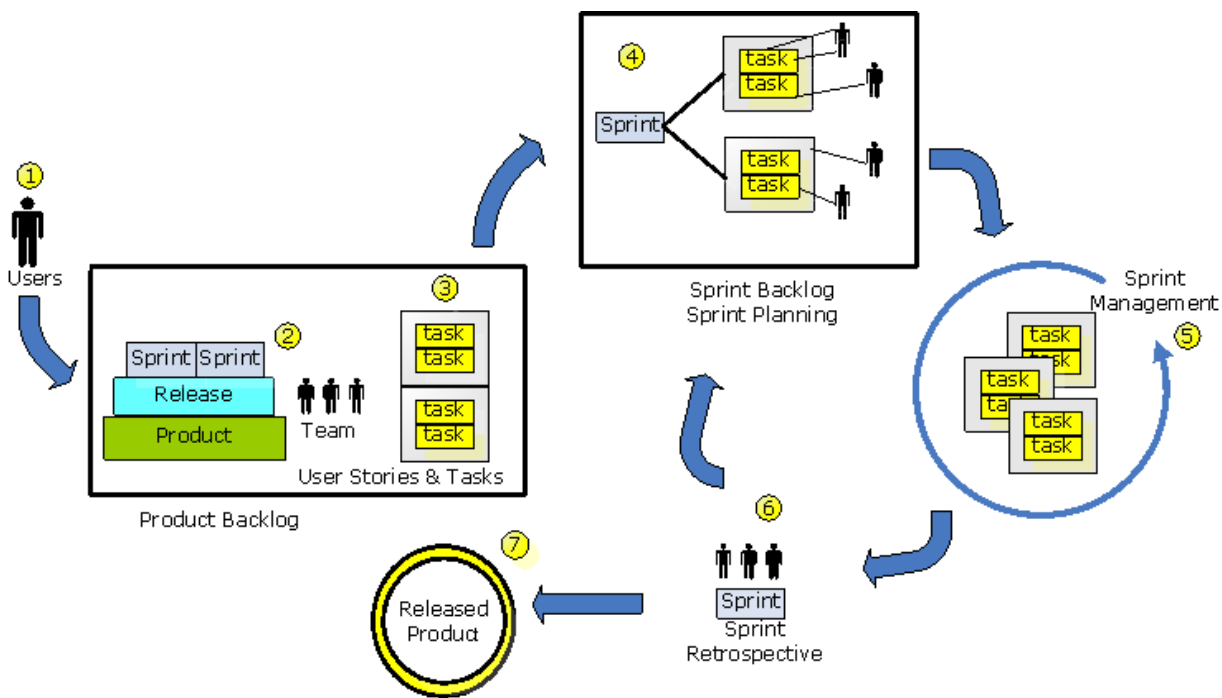 1
Users
2
Sprint Sprint
Release
Product
Team
3
task
task
task
task
User Stories & Tasks
Product Backlog
4
Sprint
task
task
task
task
Sprint Backlog
Sprint Planning
Sprint
Management
5
task
task
task
task
task
task
6
Sprint
Sprint
Retrospective
7
Released
Product